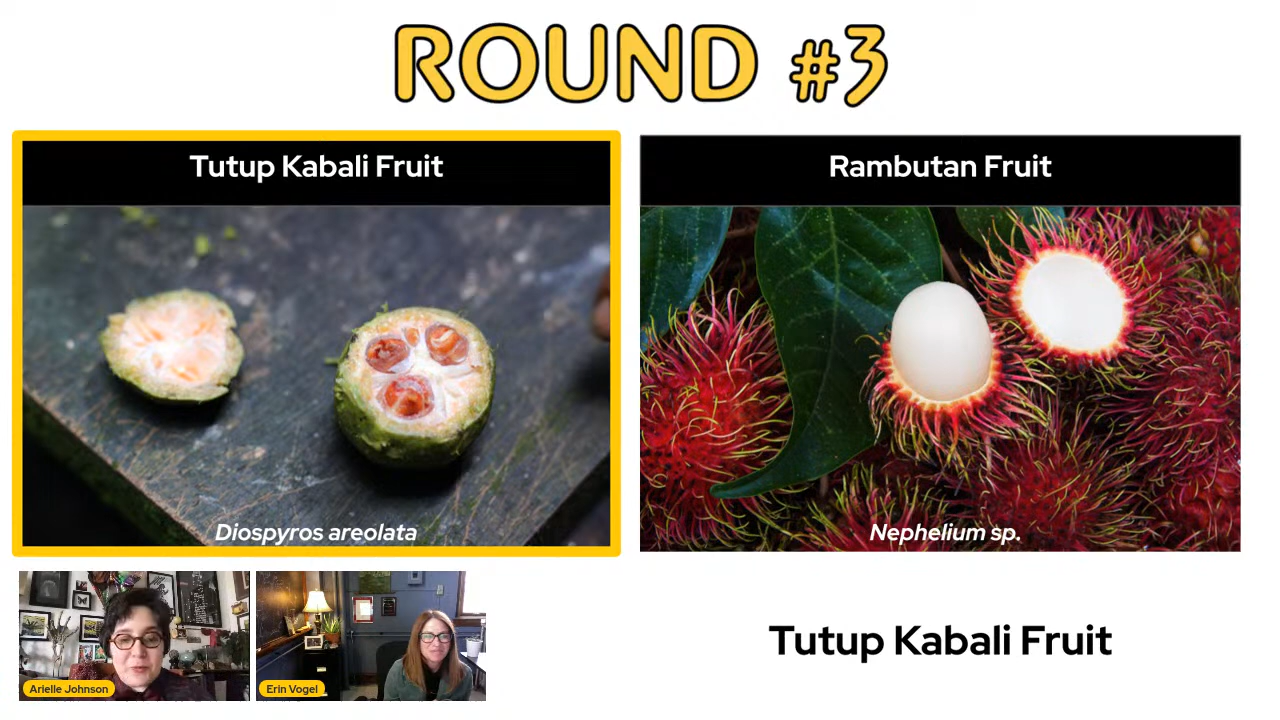 ROUND #3
Tutup Kabali Fruit
Rambutan Fruit
Diospyros areolata
Nephelium sp.
Arielle Johnson
Erin Vogel
Tutup Kabali Fruit